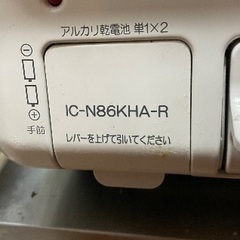 アルカリ乾電池 単1×2
⊖
⊕
手前
IC-N86KHA-R
レバーを上げて引いてください